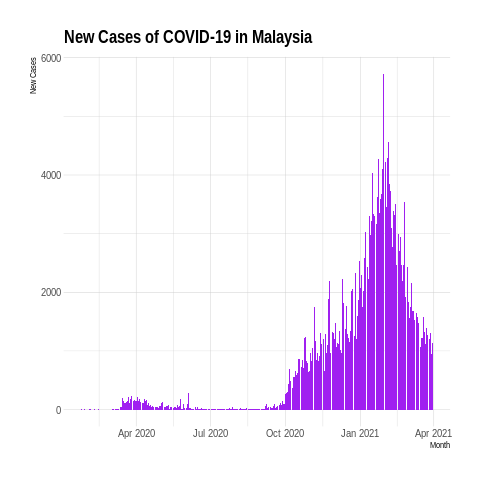 New Cases of COVID-19 in Malaysia
New Cases
6000
4000
2000
0
Apr 2020 Jul 2020 Oct 2020 Jan 2021 Apr 2021
Month